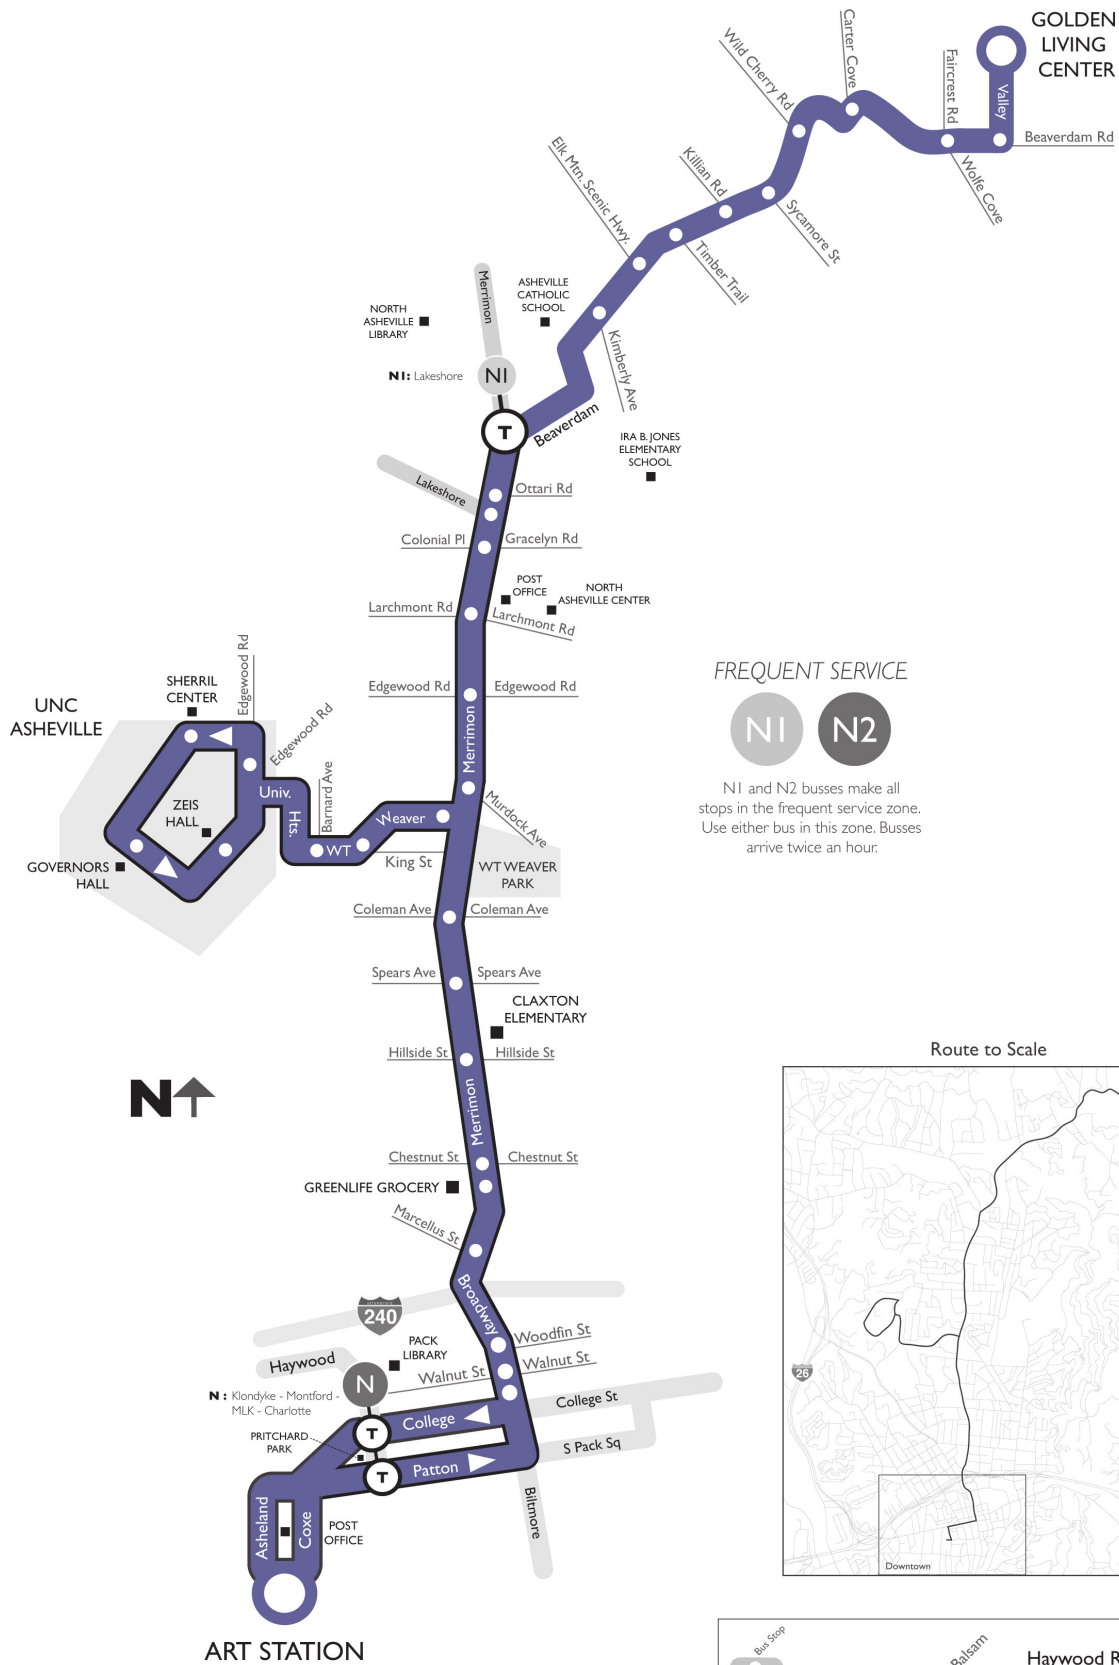 GOLDEN
LIVING
CENTER
Carter Cove
Wild Cherry Rd
Faircrest Rd
Valley
Beaverdam Rd
Elk Mtn. Scenic Hwy.
Killian Rd
Wolfe Cove
Sycamore St
Timber Trail
Merrimon
ASHEVILLE
CATHOLIC
SCHOOL
NORTH
ASHEVILLE
LIBRARY
Kimberly Ave
N1: Lakeshore
N1
T
Beaverdam
IRA B. JONES
ELEMENTARY
SCHOOL
Lakeshore
Ottari Rd
Colonial Pl
Gracelyn Rd
POST
OFFICE
NORTH
ASHEVILLE CENTER
Larchmont Rd
Larchmont Rd
Edgewood Rd
SHERRIL
CENTER
Edgewood Rd
Edgewood Rd
FREQUENT SERVICE
UNC
ASHEVILLE
Edgewood Rd
Merrimon
N1
N2
Univ.
Hts.
Barnard Ave
N1 and N2 busses make all
stops in the frequent service zone.
Use either bus in this zone. Busses
arrive twice an hour.
ZEIS
HALL
Weaver
Murdock Ave
WT
King St
GOVERNORS
HALL
WT WEAVER
PARK
Coleman Ave
Coleman Ave
Spears Ave
Spears Ave
CLAXTON
ELEMENTARY
Hillside St
Hillside St
Route to Scale
N
Merrimon
Chestnut St
Chestnut St
GREENLIFE GROCERY
Marcellus St
Broadway
240
Woodfin St
PACK
LIBRARY
Haywood
Walnut St
Walnut St
26
N
N : Klondyke - Montford -
MLK - Charlotte
College St
College
T
PRITCHARD
PARK
S Pack Sq
Patton
T
Biltmore
Asheland
Coxe
POST
OFFICE
Downtown
ART STATION
Bus Stop
Balsam
Haywood R